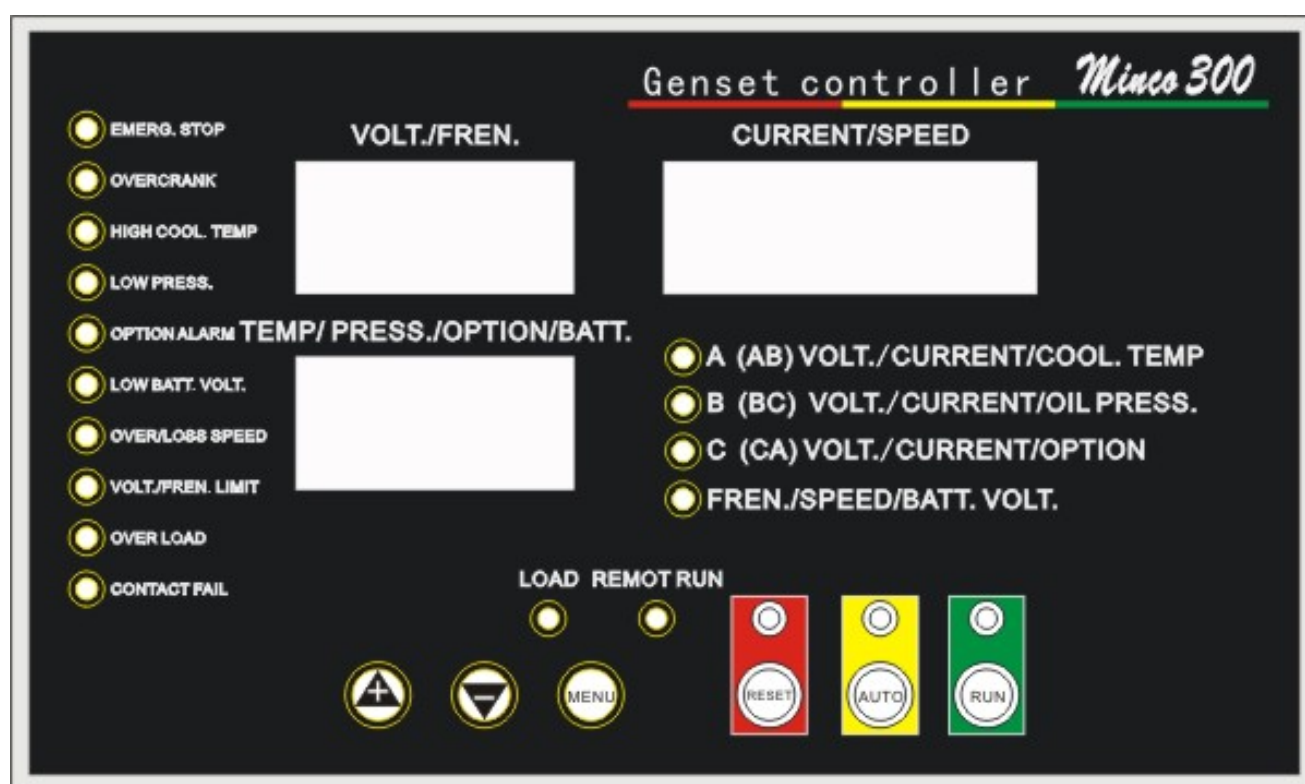 Genset controller Minco 300
EMERG. STOP
OVERCRANK
HIGH COOL. TEMP
LOW PRESS.
OPTION ALARM
LOW BATT. VOLT.
OVER/LOSS SPEED
VOLT./FREN. LIMIT
OVER LOAD
CONTACT FAIL
VOLT./FREN.
CURRENT/SPEED
TEMP/ PRESS./OPTION/BATT.
A (AB) VOLT./CURRENT/COOL. TEMP
B (BC) VOLT./CURRENT/OIL PRESS.
C (CA) VOLT./CURRENT/OPTION
FREN./SPEED/BATT. VOLT.
LOAD REMOT RUN
+ − MENU RESET AUTO RUN